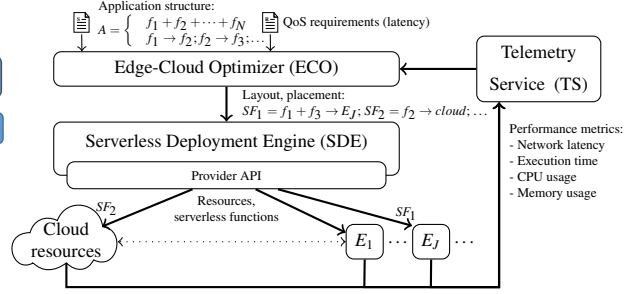 Application structure:
A = { f1 + f2 + ··· + fN
f1 → f2; f2 → f3; ...
QoS requirements (latency)
Edge-Cloud Optimizer (ECO)
Telemetry
Service (TS)
Layout, placement:
SF1 = f1 + f3 → EJ; SF2 = f2 → cloud; ...
Serverless Deployment Engine (SDE)
Provider API
Performance metrics:
- Network latency
- Execution time
- CPU usage
- Memory usage
SF2
Resources,
serverless functions
SF1
Cloud
resources
E1 ... EJ ...